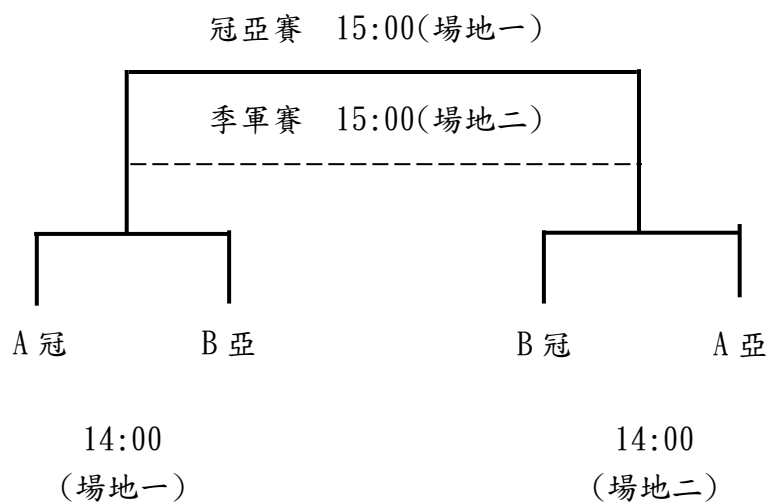 冠亞賽 15:00(場地一)
季軍賽 15:00(場地二)
A冠 B亞 B冠 A亞
14:00 14:00
(場地一) (場地二)